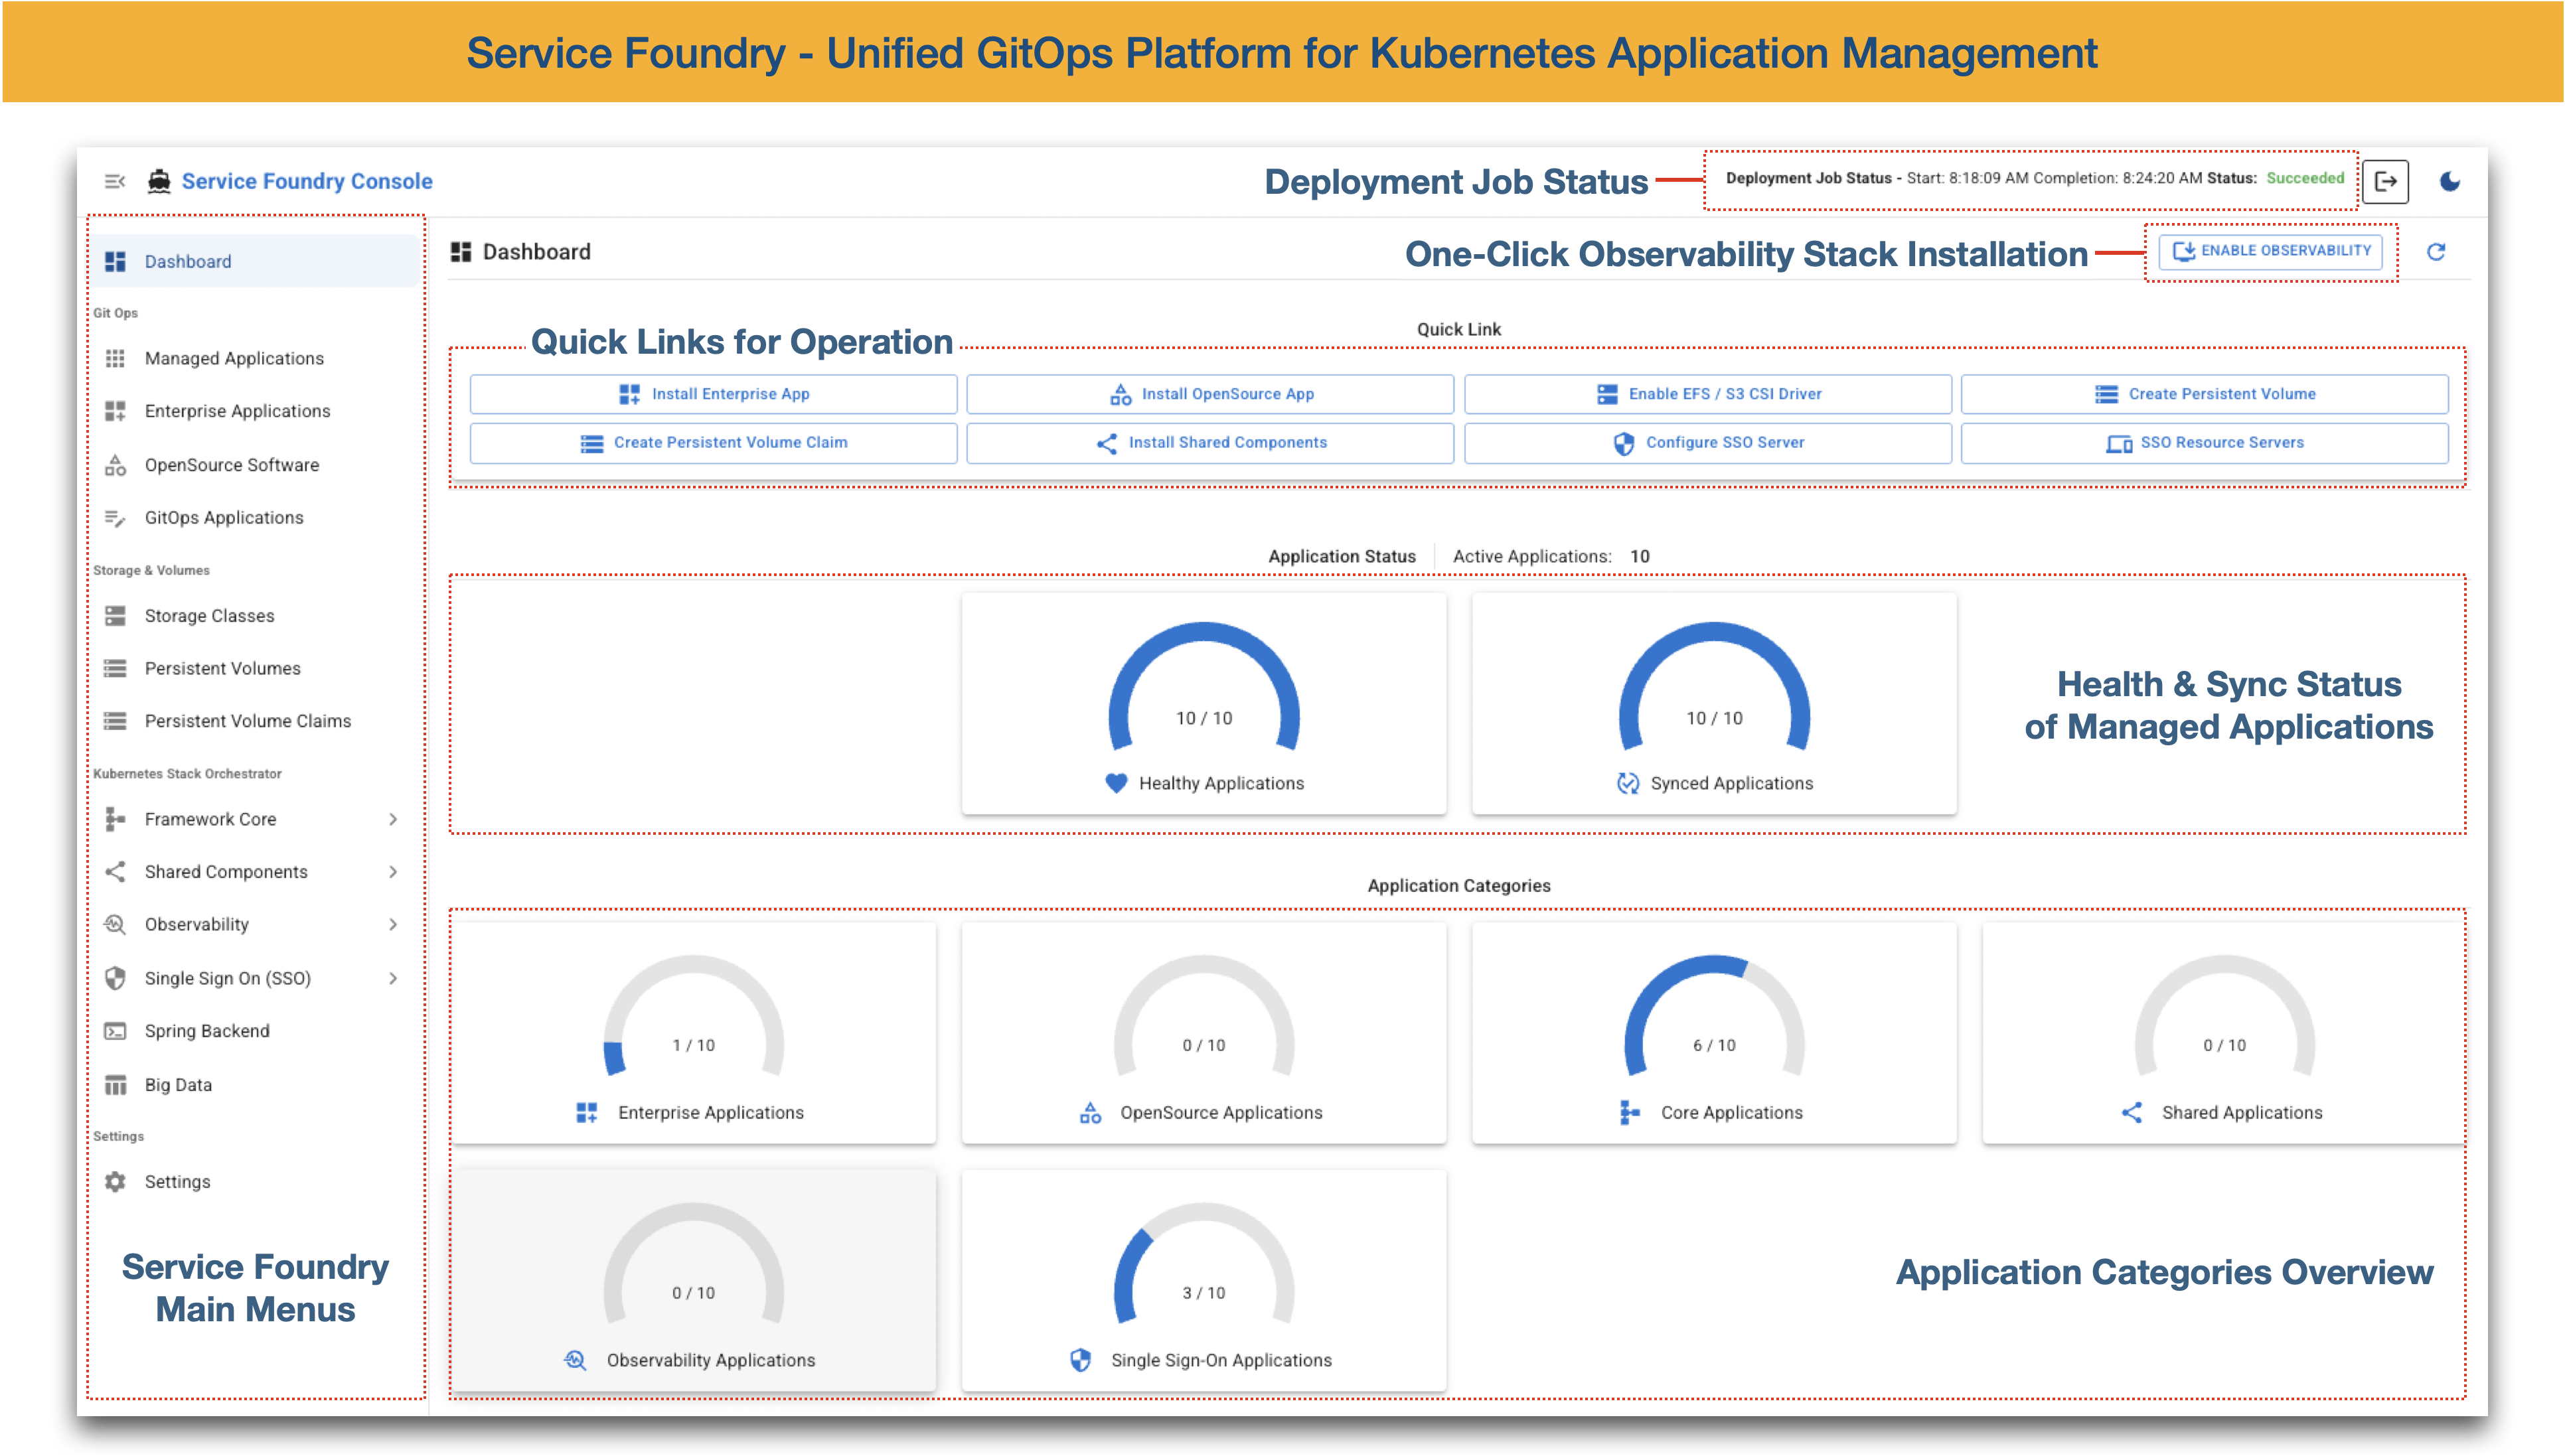 Service Foundry - Unified GitOps Platform for Kubernetes Application Management
Service Foundry Console
Deployment Job Status
Deployment Job Status - Start: 8:18:09 AM Completion: 8:24:20 AM Status: Succeeded
Dashboard
Git Ops
Managed Applications
Enterprise Applications
OpenSource Software
GitOps Applications
Storage & Volumes
Storage Classes
Persistent Volumes
Persistent Volume Claims
Kubernetes Stack Orchestrator
Framework Core
Shared Components
Observability
Single Sign On (SSO)
Spring Backend
Big Data
Settings
Settings
Service Foundry
Main Menus
Dashboard
One-Click Observability Stack Installation
ENABLE OBSERVABILITY
Quick Link
Quick Links for Operation
Install Enterprise App
Install OpenSource App
Enable EFS / S3 CSI Driver
Create Persistent Volume
Create Persistent Volume Claim
Install Shared Components
Configure SSO Server
SSO Resource Servers
Application Status
Active Applications: 10
10 / 10
Healthy Applications
10 / 10
Synced Applications
Health & Sync Status
of Managed Applications
Application Categories
1 / 10
Enterprise Applications
0 / 10
OpenSource Applications
6 / 10
Core Applications
0 / 10
Shared Applications
0 / 10
Observability Applications
3 / 10
Single Sign-On Applications
Application Categories Overview